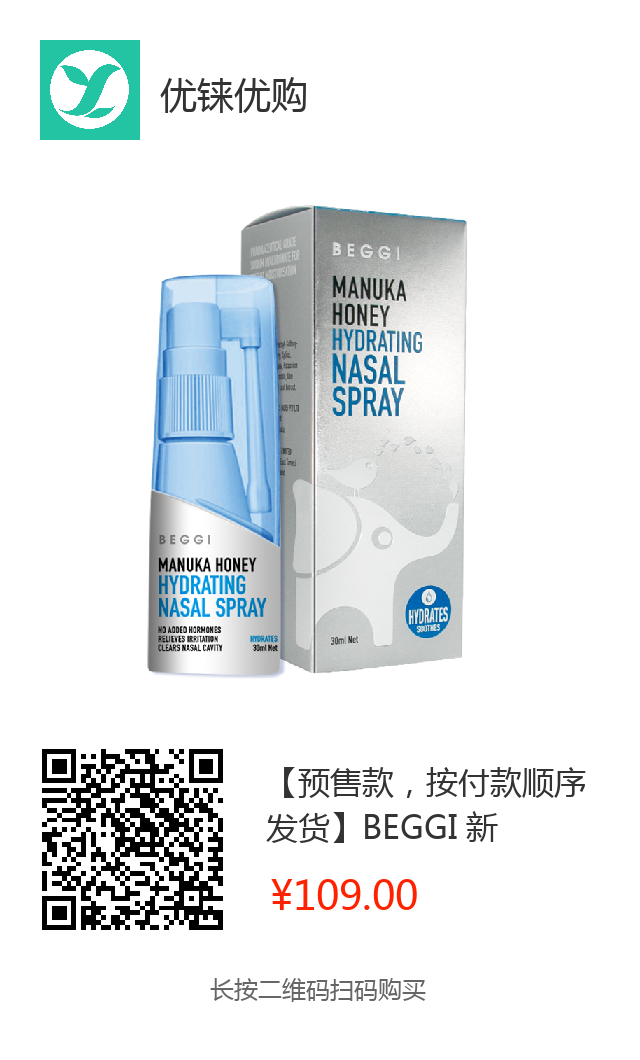 优铼优购
BEGGI
MANUKA
HONEY
HYDRATING
NASAL
SPRAY
HYDRATES
SOOTHES
30ml Net
BEGGI
MANUKA HONEY
HYDRATING
NASAL SPRAY
NO ADDED HORMONES
RELIEVES IRRITATION
CLEARS NASAL CAVITY
HYDRATES
30ml Net
【预售款，按付款顺序
发货】BEGGI 新
¥109.00
长按二维码扫码购买